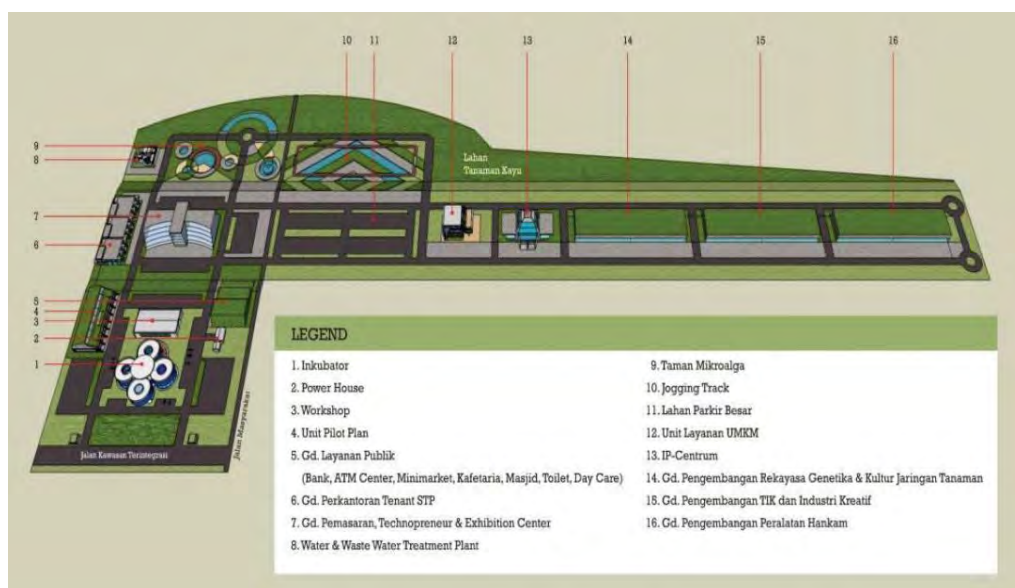 10 11 12 13 14 15 16
9
8
7
6
5
4
3
2
1
Lahan
Tanaman Kayu
Jalan Masyarakat
Jalan Kawasan Terintegrasi
LEGEND
1. Inkubator
2. Power House
3. Workshop
4. Unit Pilot Plan
5. Gd. Layanan Publik
(Bank, ATM Center, Minimarket, Kafetaria, Masjid, Toilet, Day Care)
6. Gd. Perkantoran Tenant STP
7. Gd. Pemasaran, Technopreneur & Exhibition Center
8. Water & Waste Water Treatment Plant
9. Taman Mikroalga
10. Jogging Track
11. Lahan Parkir Besar
12. Unit Layanan UMKM
13. IP-Centrum
14. Gd. Pengembangan Rekayasa Genetika & Kultur Jaringan Tanaman
15. Gd. Pengembangan TIK dan Industri Kreatif
16. Gd. Pengembangan Peralatan Hankam